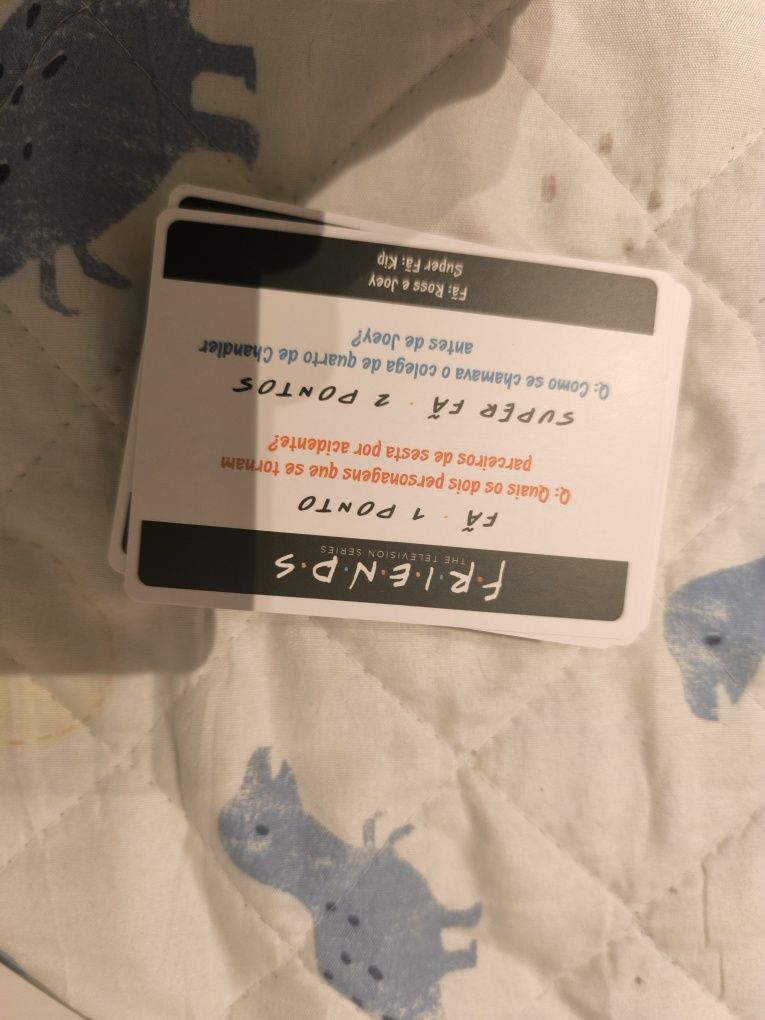 F·R·I·E·N·D·S
THE TELEVISION SERIES
FÃ · 1 PONTO
Q: Quais os dois personagens que se tornam
parceiros de sesta por acidente?
SUPER FÃ · 2 PONTOS
Q: Como se chamava o colega de quarto de Chandler
antes de Joey?
Fã: Ross e Joey
Super Fã: Kip